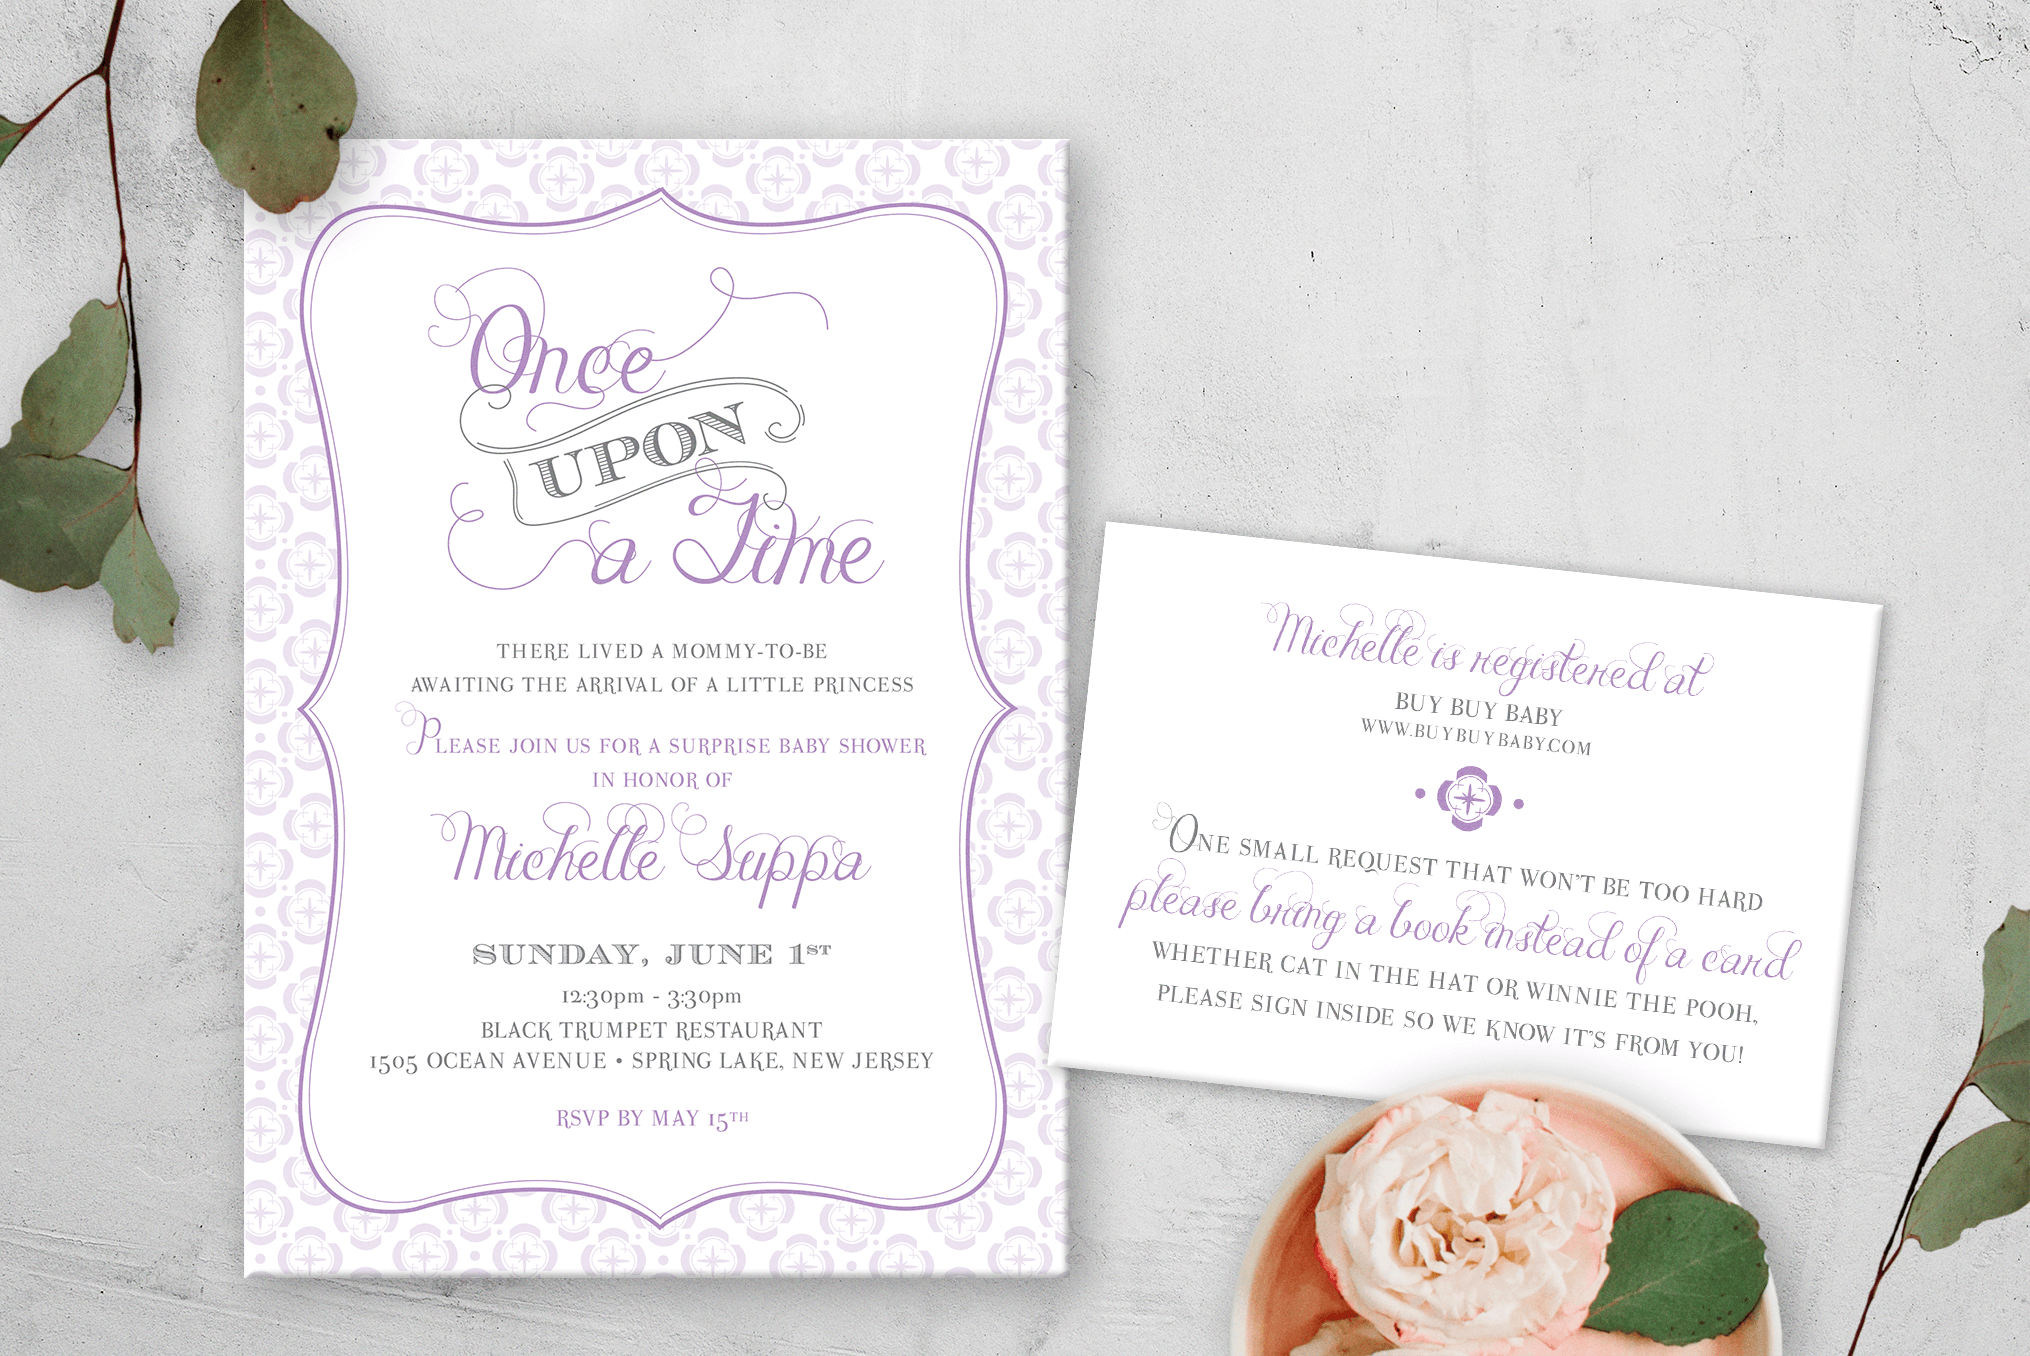 Once
UPON
a Time
THERE LIVED A MOMMY-TO-BE
AWAITING THE ARRIVAL OF A LITTLE PRINCESS
PLEASE JOIN US FOR A SURPRISE BABY SHOWER
IN HONOR OF
Michelle Suppa
SUNDAY, JUNE 1ST
12:30pm - 3:30pm
BLACK TRUMPET RESTAURANT
1505 OCEAN AVENUE • SPRING LAKE, NEW JERSEY
RSVP BY MAY 15TH
Michelle is registered at
BUY BUY BABY
WWW.BUYBUYBABY.COM
ONE SMALL REQUEST THAT WON'T BE TOO HARD
please bring a book instead of a card
WHETHER CAT IN THE HAT OR WINNIE THE POOH,
PLEASE SIGN INSIDE SO WE KNOW IT'S FROM YOU!